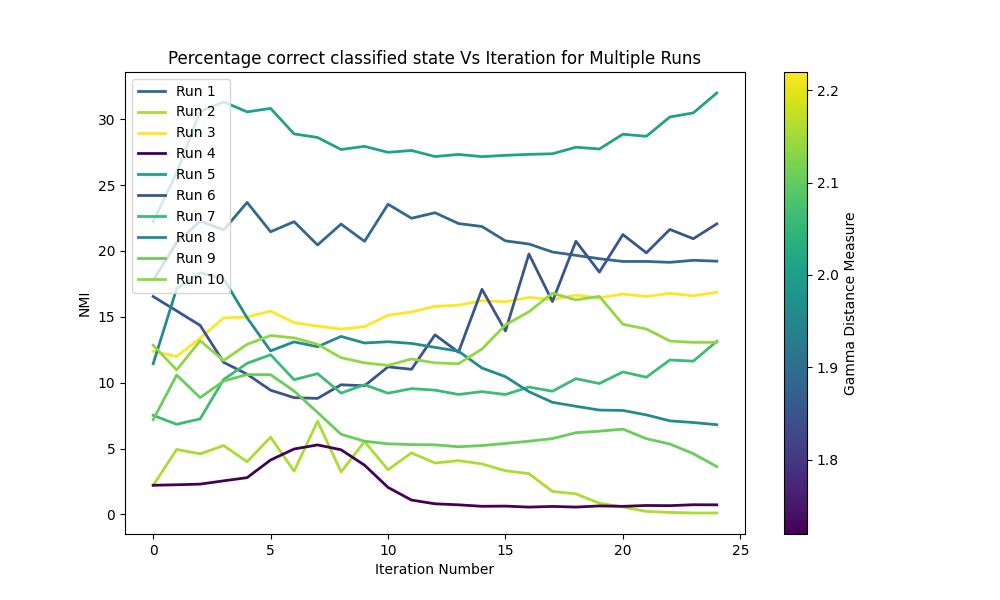 Percentage correct classified state Vs Iteration for Multiple Runs
Run 1
Run 2
Run 3
Run 4
Run 5
Run 6
Run 7
Run 8
Run 9
Run 10
30
25
20
15
10
5
0
NMI
0 5 10 15 20 25
Iteration Number
2.2
2.1
2.0
1.9
1.8
Gamma Distance Measure